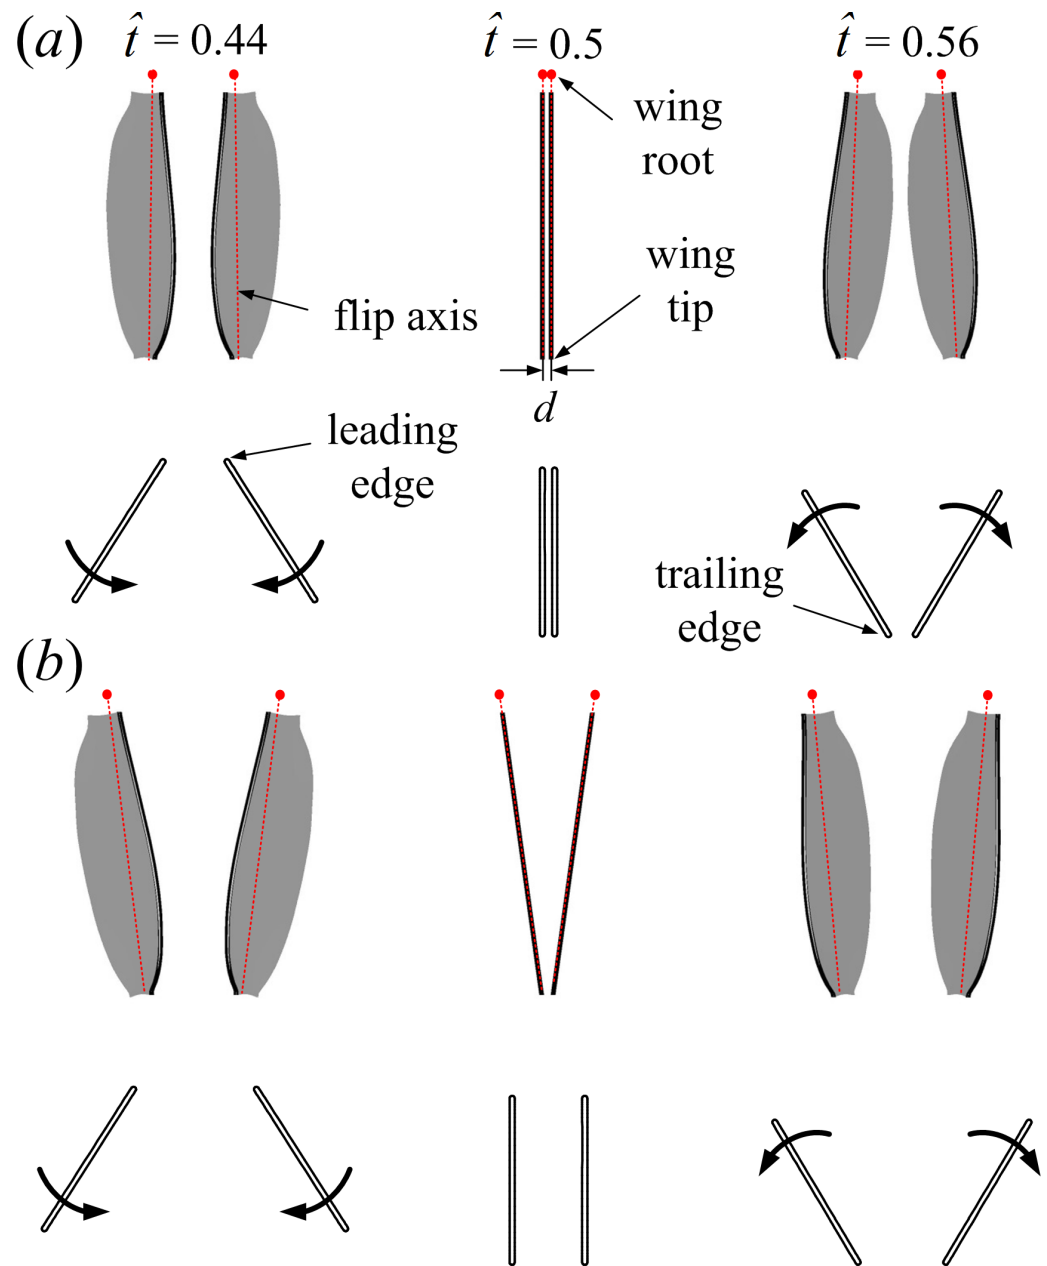 (a) t̂ = 0.44 t̂ = 0.5 t̂ = 0.56
wing
root
wing
tip
flip axis
d
leading
edge
trailing
edge
(b)